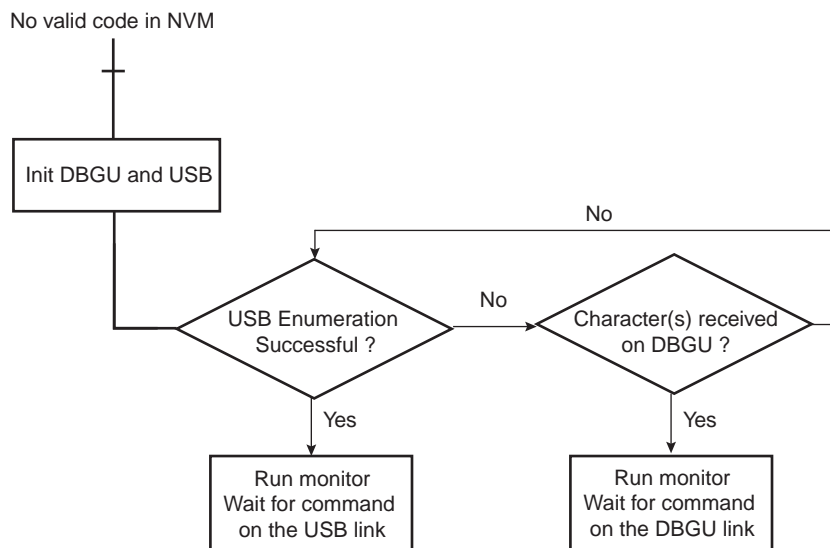 No valid code in NVM
Init DBGU and USB
No
USB Enumeration
Successful ?
No
Character(s) received
on DBGU ?
Yes
Yes
Run monitor
Wait for command
on the USB link
Run monitor
Wait for command
on the DBGU link